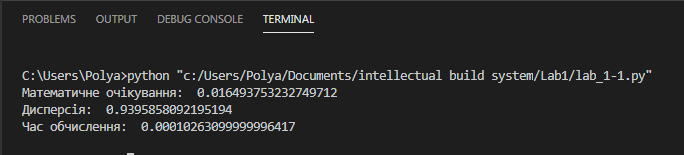 PROBLEMS OUTPUT DEBUG CONSOLE TERMINAL
C:\Users\Polya>python "c:/Users/Polya/Documents/intellectual build system/Lab1/lab_1-1.py"
Математичне очікування:  0.016493753232749712
Дисперсія:  0.9395858092195194
Час обчислення:  0.00010263099999996417